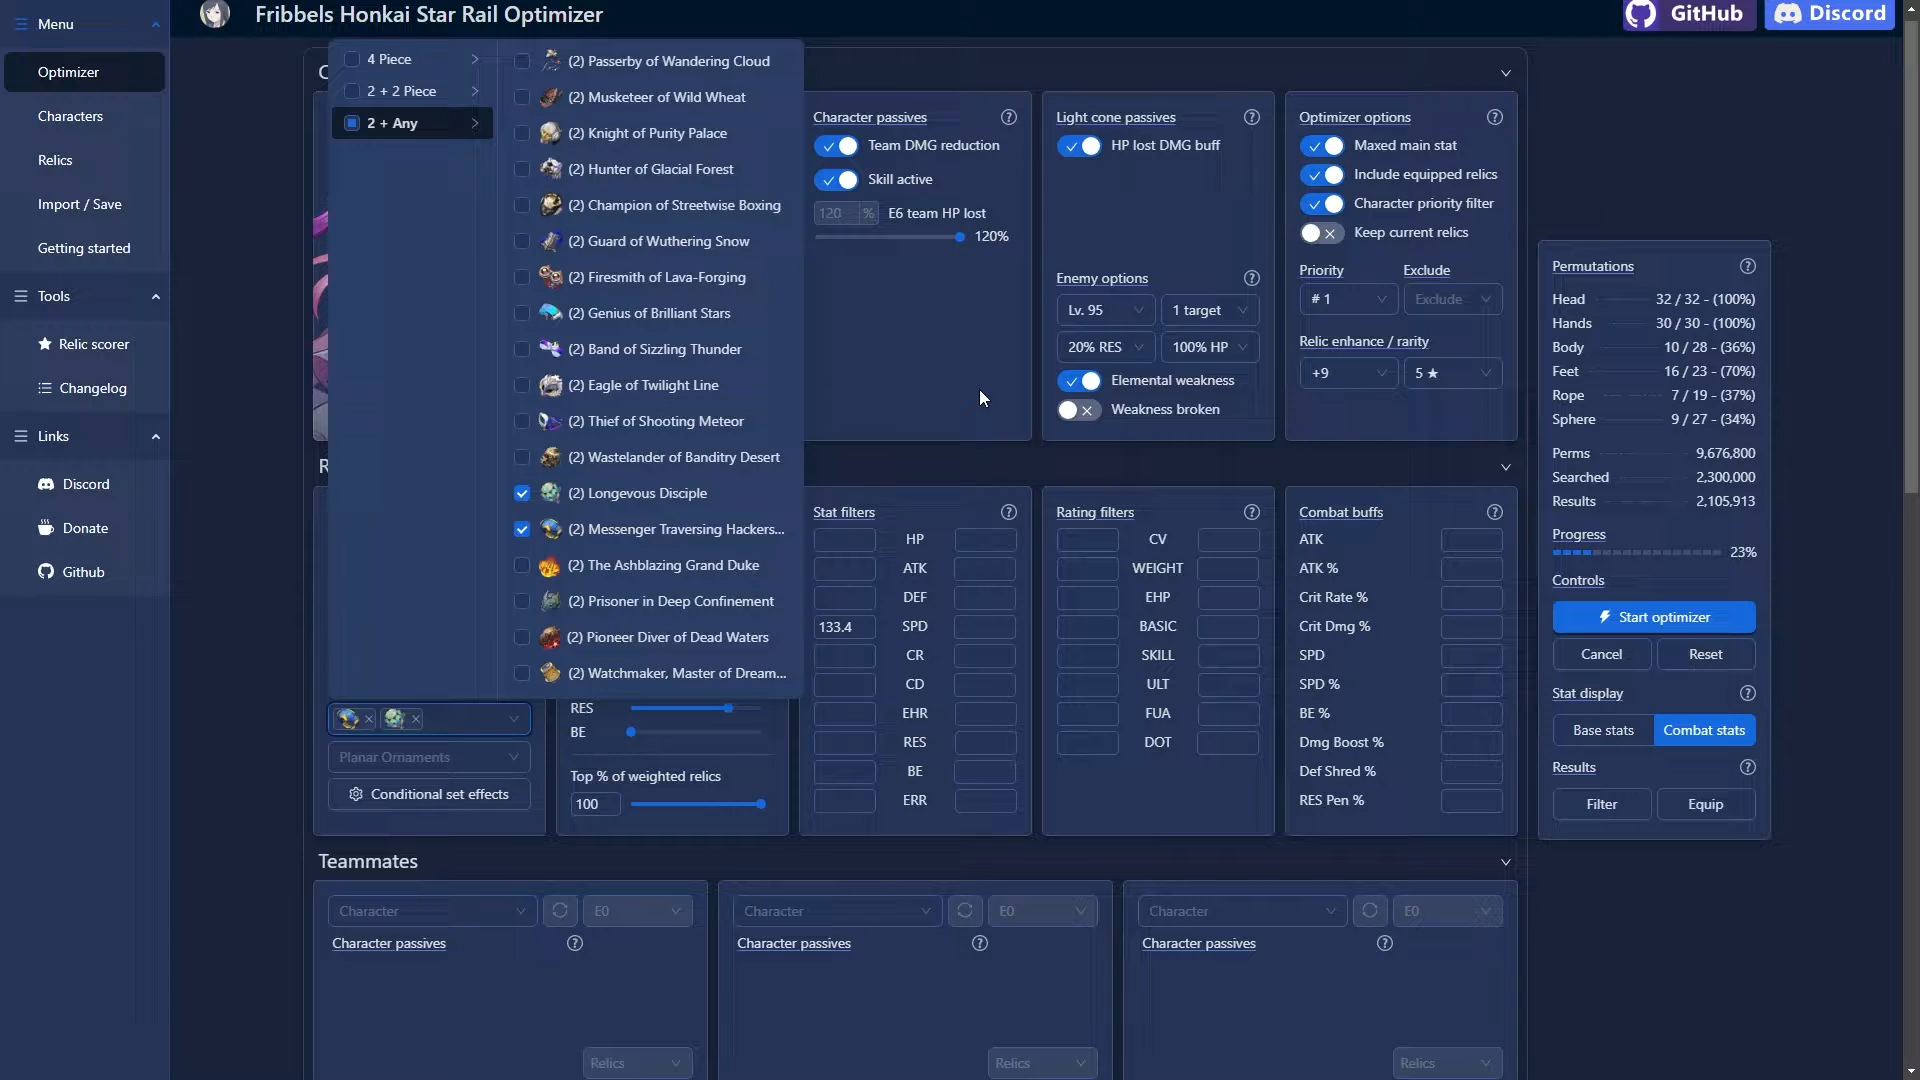 Menu
Optimizer
Characters
Relics
Import / Save
Getting started
Tools
Relic scorer
Changelog
Links
Discord
Donate
Github
Fribbels Honkai Star Rail Optimizer
GitHub
Discord
4 Piece
2 + 2 Piece
2 + Any
(2) Passerby of Wandering Cloud
(2) Musketeer of Wild Wheat
(2) Knight of Purity Palace
(2) Hunter of Glacial Forest
(2) Champion of Streetwise Boxing
(2) Guard of Wuthering Snow
(2) Firesmith of Lava-Forging
(2) Genius of Brilliant Stars
(2) Band of Sizzling Thunder
(2) Eagle of Twilight Line
(2) Thief of Shooting Meteor
(2) Wastelander of Banditry Desert
(2) Longevous Disciple
(2) Messenger Traversing Hackers...
(2) The Ashblazing Grand Duke
(2) Prisoner in Deep Confinement
(2) Pioneer Diver of Dead Waters
(2) Watchmaker, Master of Dream...
Planar Ornaments
Conditional set effects
RES
BE
Top % of weighted relics
100
Character passives
Team DMG reduction
Skill active
120 % E6 team HP lost
120%
Light cone passives
HP lost DMG buff
Enemy options
Lv. 95 1 target
20% RES 100% HP
Elemental weakness
Weakness broken
Optimizer options
Maxed main stat
Include equipped relics
Character priority filter
Keep current relics
Priority Exclude
# 1 Exclude
Relic enhance / rarity
+9 5 ★
Stat filters
HP
ATK
DEF
133.4 SPD
CR
CD
EHR
RES
BE
ERR
Rating filters
CV
WEIGHT
EHP
BASIC
SKILL
ULT
FUA
DOT
Combat buffs
ATK
ATK %
Crit Rate %
Crit Dmg %
SPD
SPD %
BE %
Dmg Boost %
Def Shred %
RES Pen %
Permutations
Head 32 / 32 - (100%)
Hands 30 / 30 - (100%)
Body 10 / 28 - (36%)
Feet 16 / 23 - (70%)
Rope 7 / 19 - (37%)
Sphere 9 / 27 - (34%)
Perms 9,676,800
Searched 2,300,000
Results 2,105,913
Progress
23%
Controls
Start optimizer
Cancel Reset
Stat display
Base stats Combat stats
Results
Filter Equip
Teammates
Character E0
Character passives
Relics
Character E0
Character passives
Relics
Character E0
Character passives
Relics